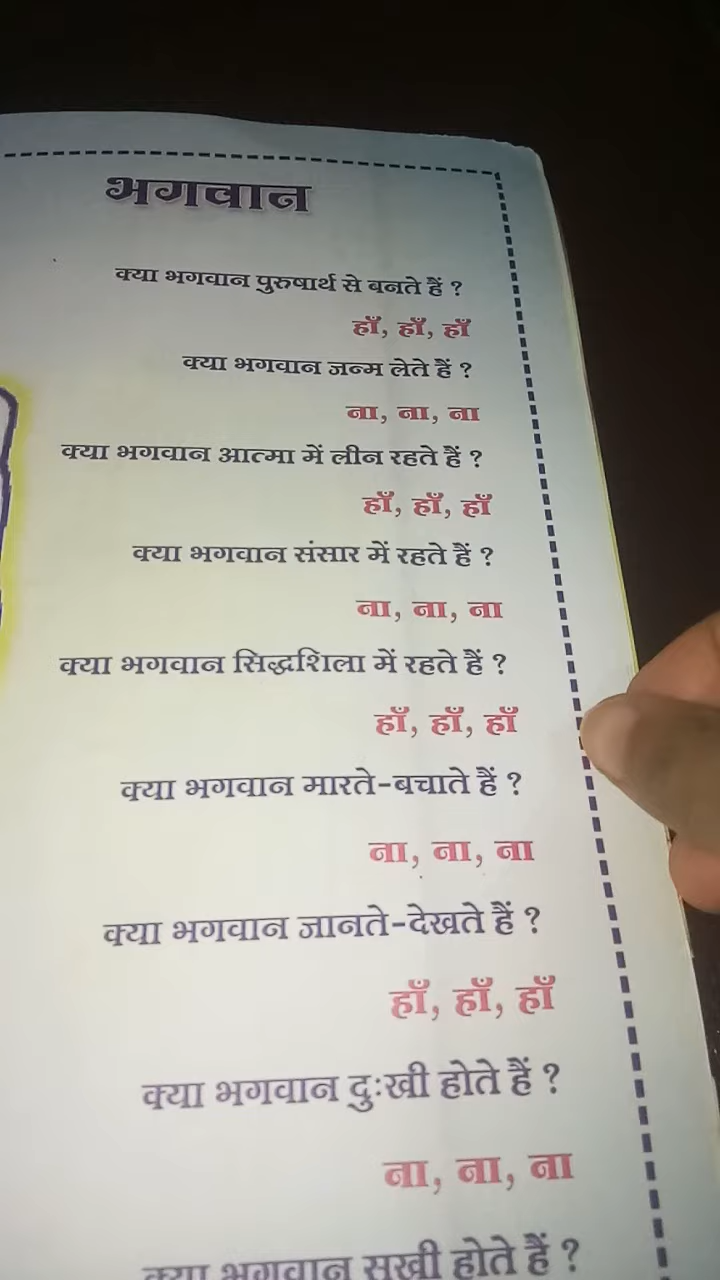 भगवान
क्या भगवान पुरुषार्थ से बनते हैं ?
हाँ, हाँ, हाँ
क्या भगवान जन्म लेते हैं ?
ना, ना, ना
क्या भगवान आत्मा में लीन रहते हैं ?
हाँ, हाँ, हाँ
क्या भगवान संसार में रहते हैं ?
ना, ना, ना
क्या भगवान सिद्धशिला में रहते हैं ?
हाँ, हाँ, हाँ
क्या भगवान मारते-बचाते हैं ?
ना, ना, ना
क्या भगवान जानते-देखते हैं ?
हाँ, हाँ, हाँ
क्या भगवान दुःखी होते हैं ?
ना, ना, ना
क्या भगवान सुखी होते हैं ?